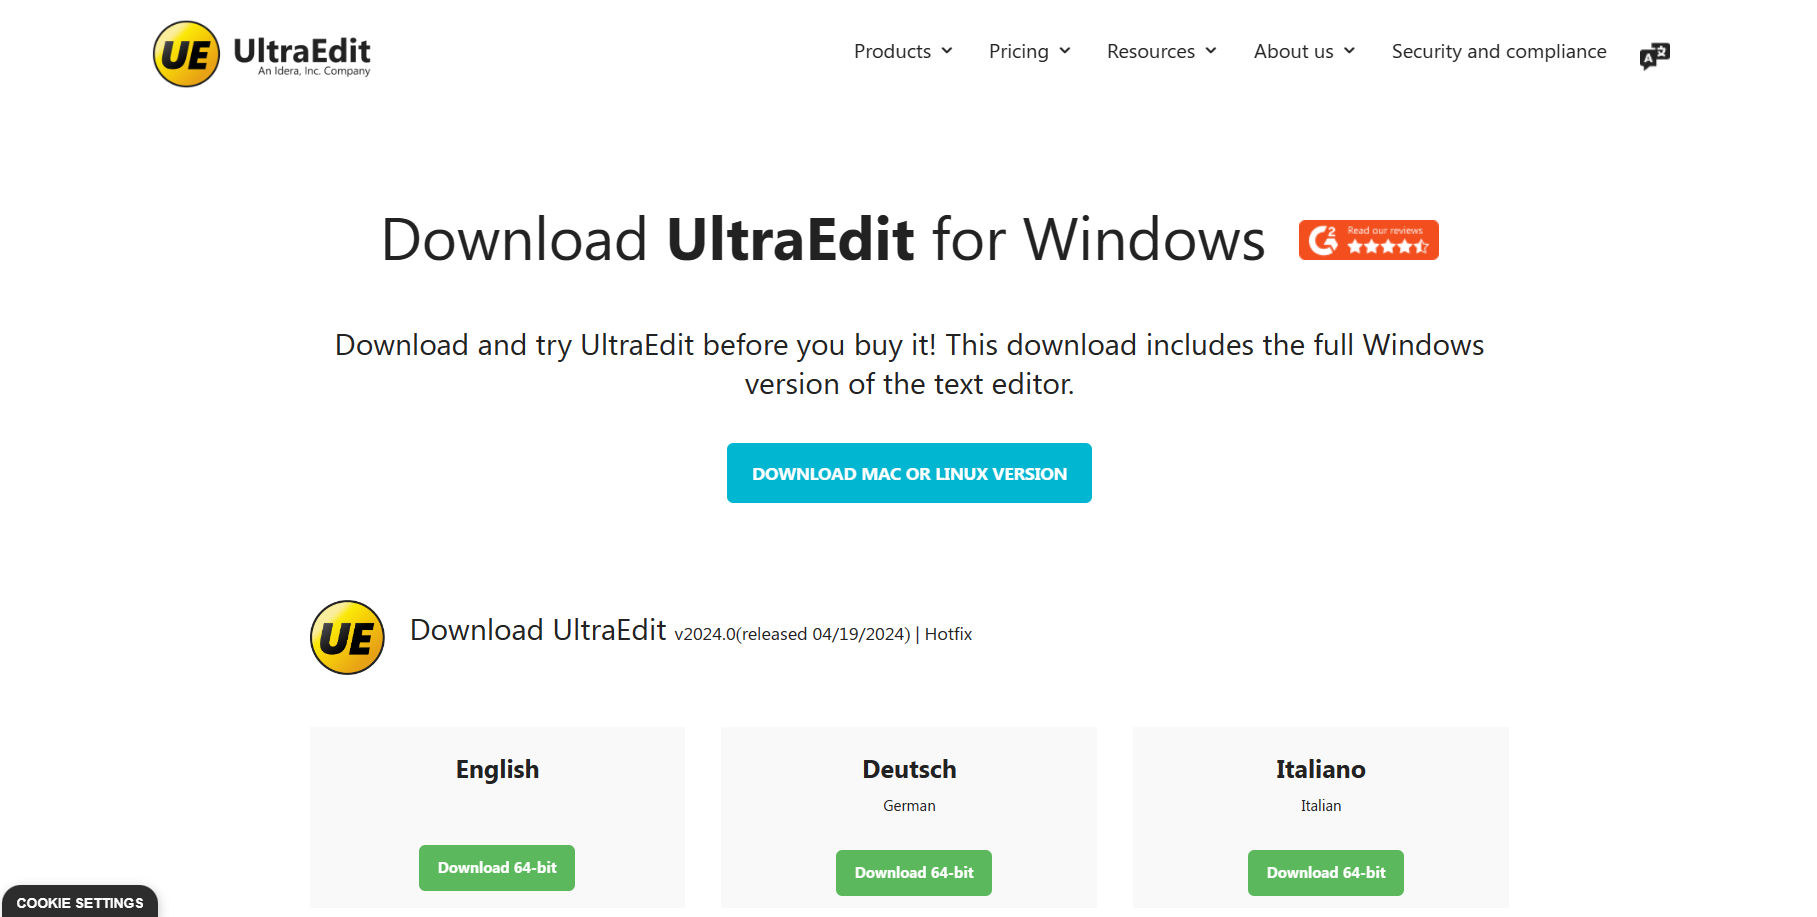 UE UltraEdit
An Idera, Inc. Company
Products Pricing Resources About us Security and compliance
A
Download UltraEdit for Windows
G2 Read our reviews
Download and try UltraEdit before you buy it! This download includes the full Windows
version of the text editor.
DOWNLOAD MAC OR LINUX VERSION
UE Download UltraEdit v2024.0(released 04/19/2024) | Hotfix
English
Download 64-bit
Deutsch
German
Download 64-bit
Italiano
Italian
Download 64-bit
COOKIE SETTINGS